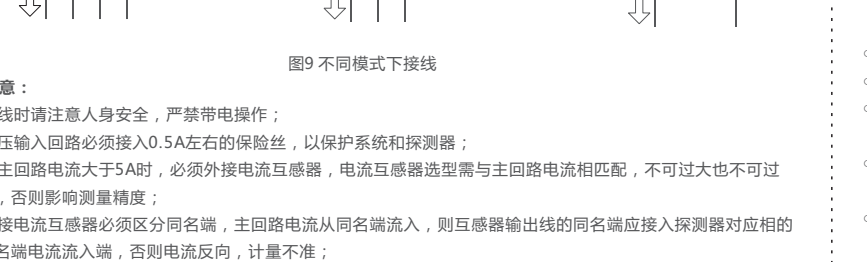 图9 不同模式下接线
意：
线时请注意人身安全，严禁带电操作；
压输入回路必须接入0.5A左右的保险丝，以保护系统和探测器；
主回路电流大于5A时，必须外接电流互感器，电流互感器选型需与主回路电流相匹配，不可过大也不可过
，否则影响测量精度；
接电流互感器必须区分同名端，主回路电流从同名端流入，则互感器输出线的同名端应接入探测器对应相的
名端电流流入端，否则电流反向，计量不准；